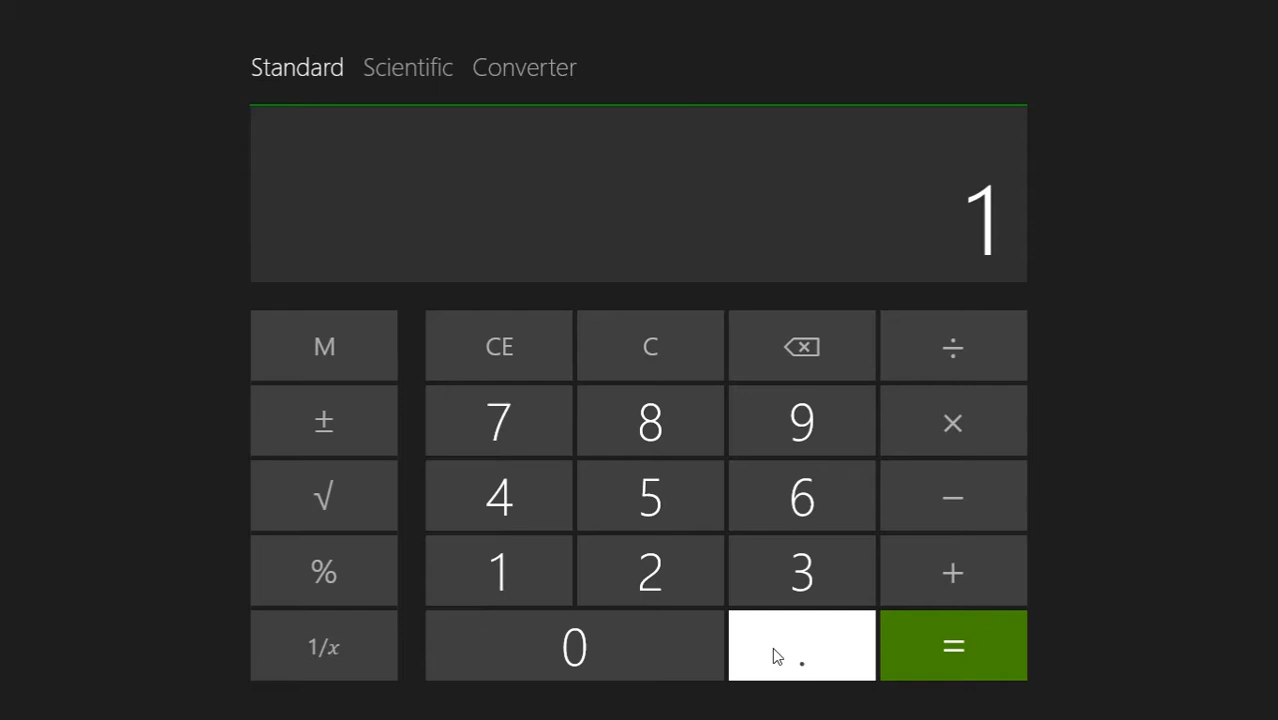 Standard Scientific Converter
1
M CE C ÷
± 7 8 9 ×
√ 4 5 6 −
% 1 2 3 +
1/x 0 . =